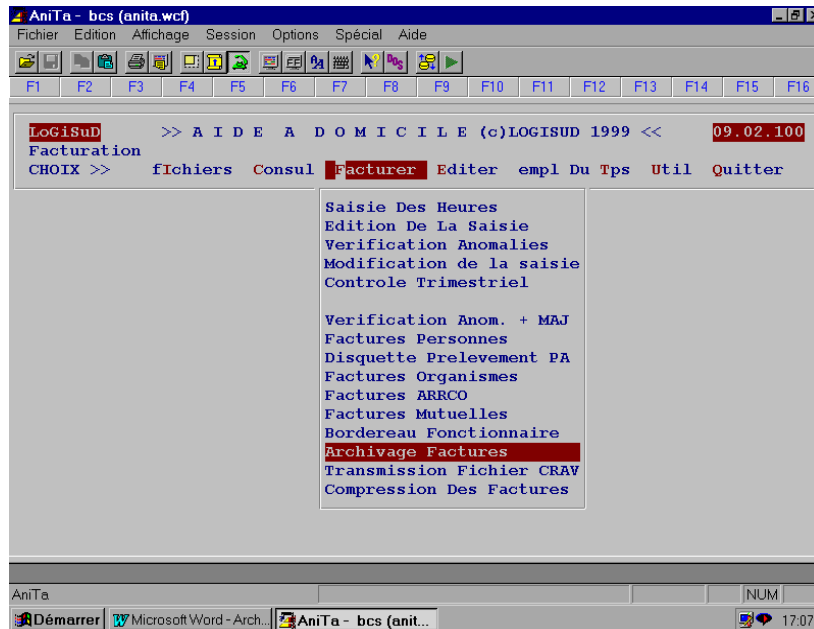 AniTa - bcs (anita.wcf)
Fichier Edition Affichage Session Options Spécial Aide
F1 F2 F3 F4 F5 F6 F7 F8 F9 F10 F11 F12 F13 F14 F15 F16
LoGiSuD >> A I D E A D O M I C I L E (c)LOGISUD 1999 << 09.02.100
Facturation
CHOIX >> fIchiers Consul Facturer Editer empl Du Tps Util Quitter
Saisie Des Heures
Edition De La Saisie
Verification Anomalies
Modification de la saisie
Controle Trimestriel
Verification Anom. + MAJ
Factures Personnes
Disquette Prelevement PA
Factures Organismes
Factures ARRCO
Factures Mutuelles
Bordereau Fonctionnaire
Archivage Factures
Transmission Fichier CRAV
Compression Des Factures
AniTa NUM
Démarrer Microsoft Word - Arch... AniTa - bcs (anit... 17:07